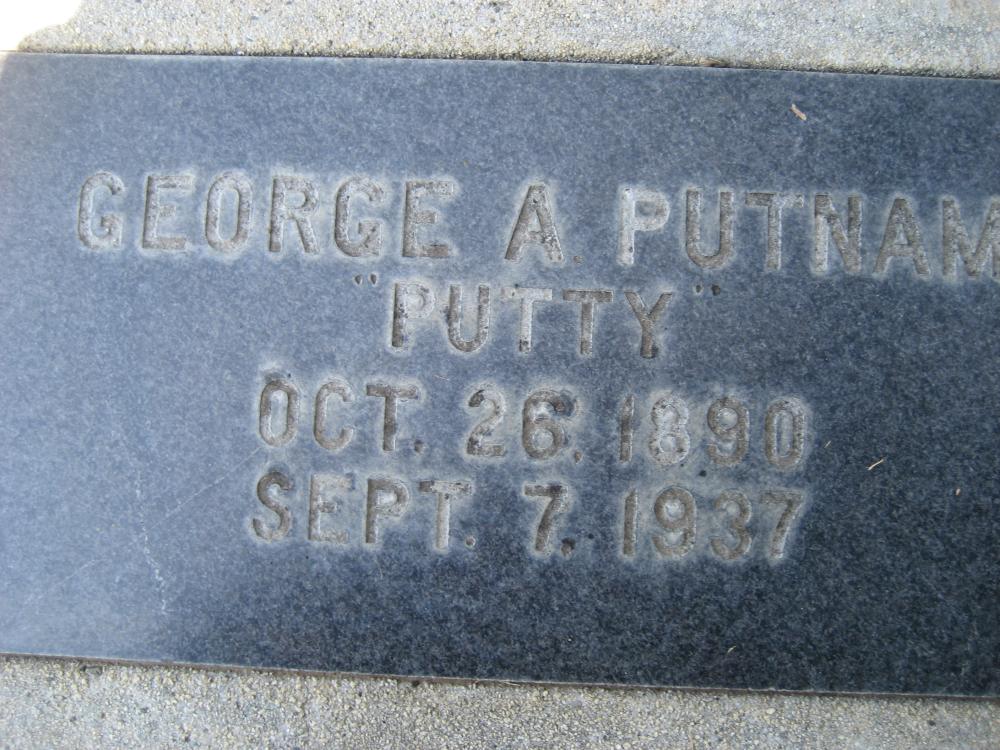 GEORGE A. PUTNAM
"PUTTY"
OCT. 26, 1890
SEPT. 7, 1937